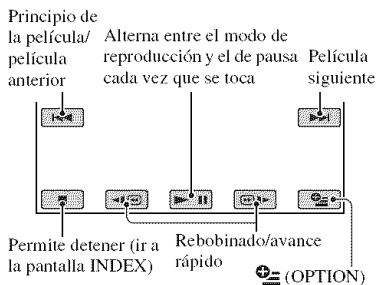 Principio de
la película/
película
anterior
Alterna entre el modo de
reproducción y el de pausa
cada vez que se toca
Película
siguiente
Permite detener (ir a
la pantalla INDEX)
Rebobinado/avance
rápido
(OPTION)